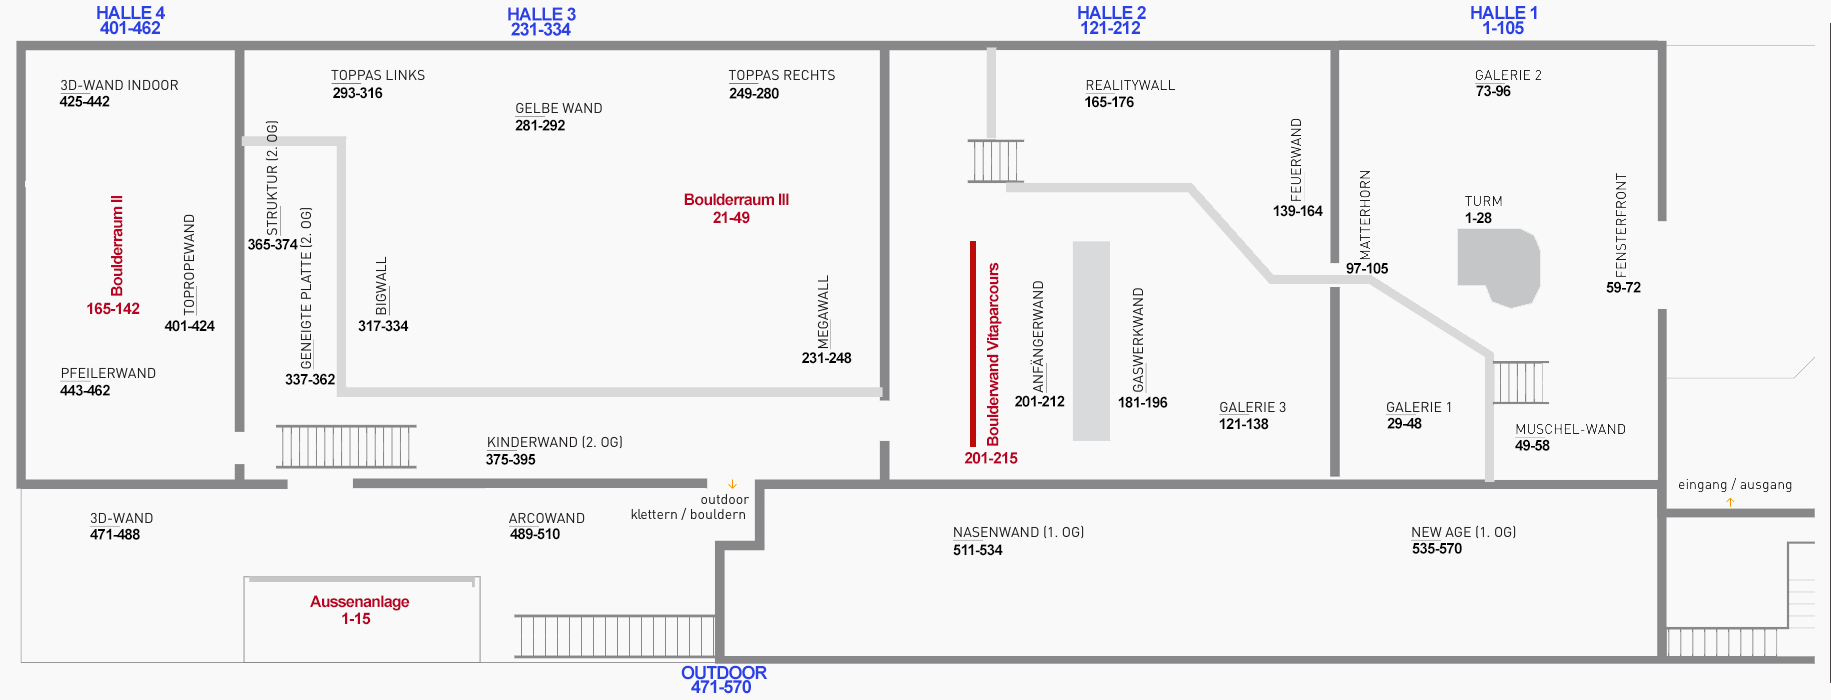 HALLE 4
401-462
HALLE 3
231-334
HALLE 2
121-212
HALLE 1
1-105
3D-WAND INDOOR
425-442
Boulderraum II
165-142
TOPROPEWAND
401-424
PFEILERWAND
443-462
TOPPAS LINKS
293-316
GELBE WAND
281-292
TOPPAS RECHTS
249-280
STRUKTUR (2. OG)
365-374
GENEIGTE PLATTE (2. OG)
337-362
BIGWALL
317-334
Boulderraum III
21-49
MEGAWALL
231-248
KINDERWAND (2. OG)
375-395
REALITYWALL
165-176
FEUERWAND
139-164
Boulderwand Vitaparcours
201-215
ANFÄNGERWAND
201-212
GASWERKWAND
181-196
GALERIE 3
121-138
GALERIE 2
73-96
MATTERHORN
97-105
TURM
1-28
FENSTERFRONT
59-72
GALERIE 1
29-48
MUSCHEL-WAND
49-58
eingang / ausgang
outdoor
klettern / bouldern
3D-WAND
471-488
ARCOWAND
489-510
NASENWAND (1. OG)
511-534
NEW AGE (1. OG)
535-570
Aussenanlage
1-15
OUTDOOR
471-570